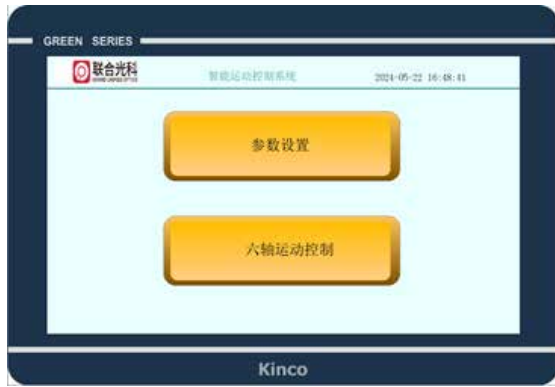 GREEN SERIES
联合光科
智能运动控制系统
2024-05-22 16:48:41
参数设置
六轴运动控制
Kinco